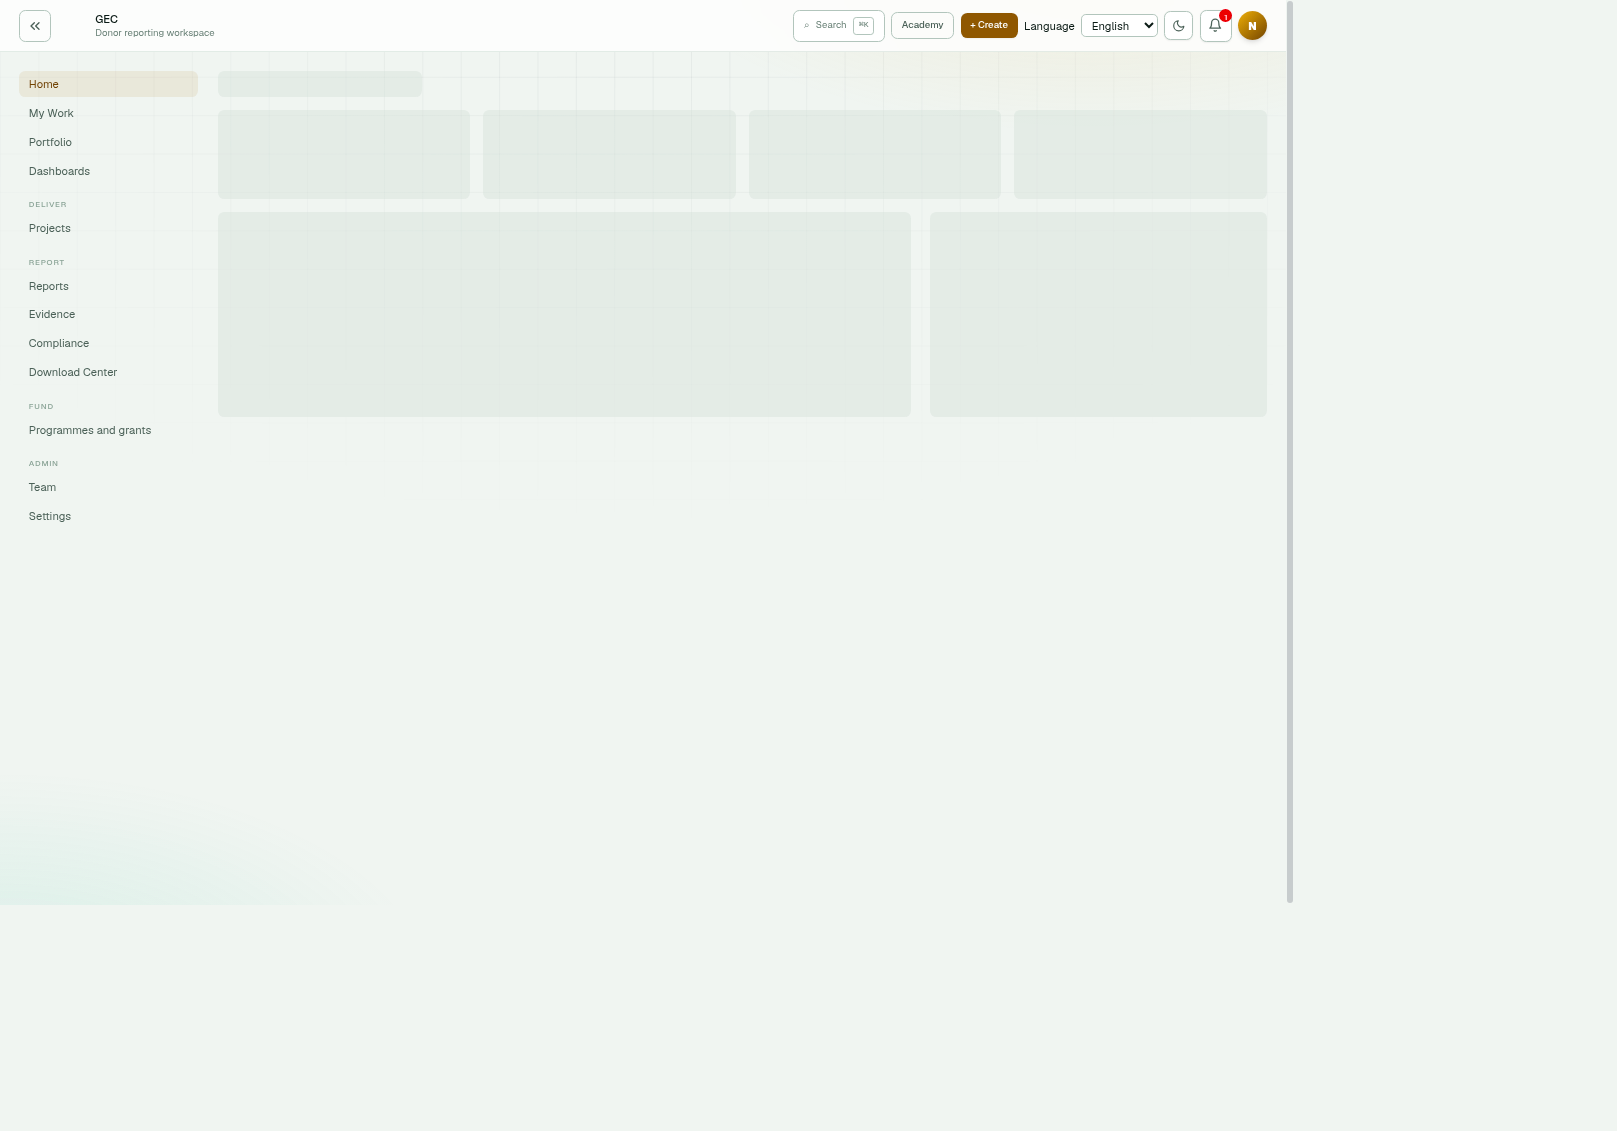 GEC
Donor reporting workspace
Search ⌘K
Academy
+ Create
Language
English
1
N
Home
My Work
Portfolio
Dashboards
DELIVER
Projects
REPORT
Reports
Evidence
Compliance
Download Center
FUND
Programmes and grants
ADMIN
Team
Settings